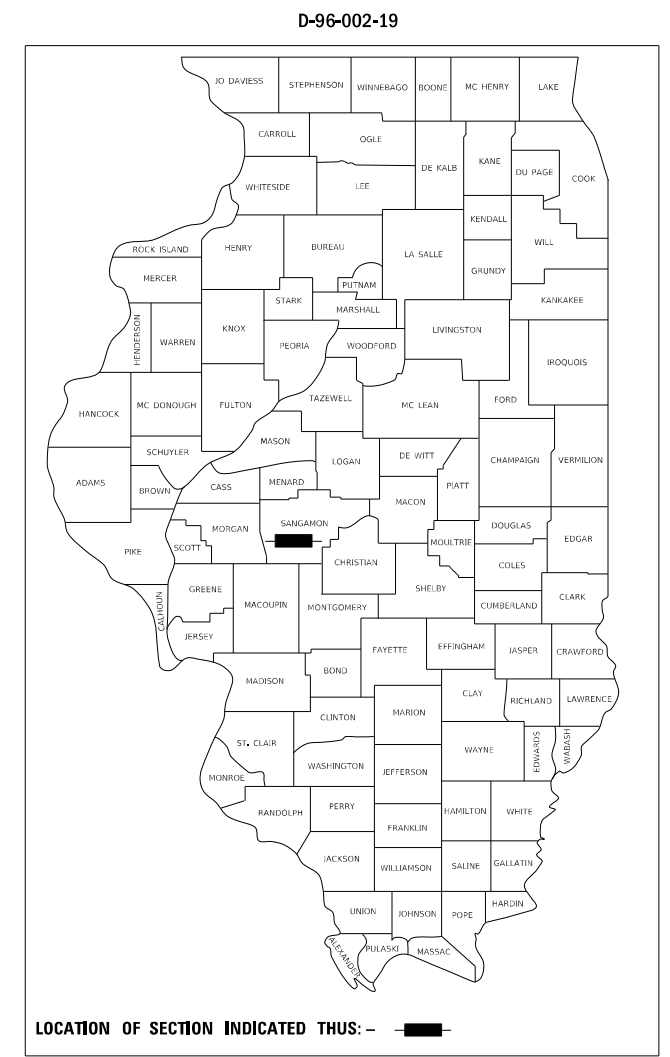 D-96-002-19
JO DAVIESS
STEPHENSON
WINNEBAGO
BOONE
MC HENRY
LAKE
CARROLL
OGLE
DE KALB
KANE
DU PAGE
COOK
WHITESIDE
LEE
KENDALL
WILL
ROCK ISLAND
HENRY
BUREAU
LA SALLE
GRUNDY
MERCER
PUTNAM
STARK
MARSHALL
KANKAKEE
HENDERSON
WARREN
KNOX
PEORIA
WOODFORD
LIVINGSTON
IROQUOIS
HANCOCK
MC DONOUGH
FULTON
TAZEWELL
MC LEAN
FORD
MASON
SCHUYLER
LOGAN
DE WITT
CHAMPAIGN
VERMILION
ADAMS
BROWN
CASS
MENARD
PIATT
MACON
MORGAN
SANGAMON
DOUGLAS
EDGAR
PIKE
SCOTT
CHRISTIAN
MOULTRIE
COLES
GREENE
MACOUPIN
MONTGOMERY
SHELBY
CUMBERLAND
CLARK
CALHOUN
JERSEY
FAYETTE
EFFINGHAM
JASPER
CRAWFORD
MADISON
BOND
CLAY
RICHLAND
LAWRENCE
CLINTON
MARION
ST. CLAIR
WAYNE
EDWARDS
WABASH
MONROE
WASHINGTON
JEFFERSON
RANDOLPH
PERRY
HAMILTON
WHITE
FRANKLIN
JACKSON
WILLIAMSON
SALINE
GALLATIN
UNION
JOHNSON
POPE
HARDIN
ALEXANDER
PULASKI
MASSAC
LOCATION OF SECTION INDICATED THUS: –